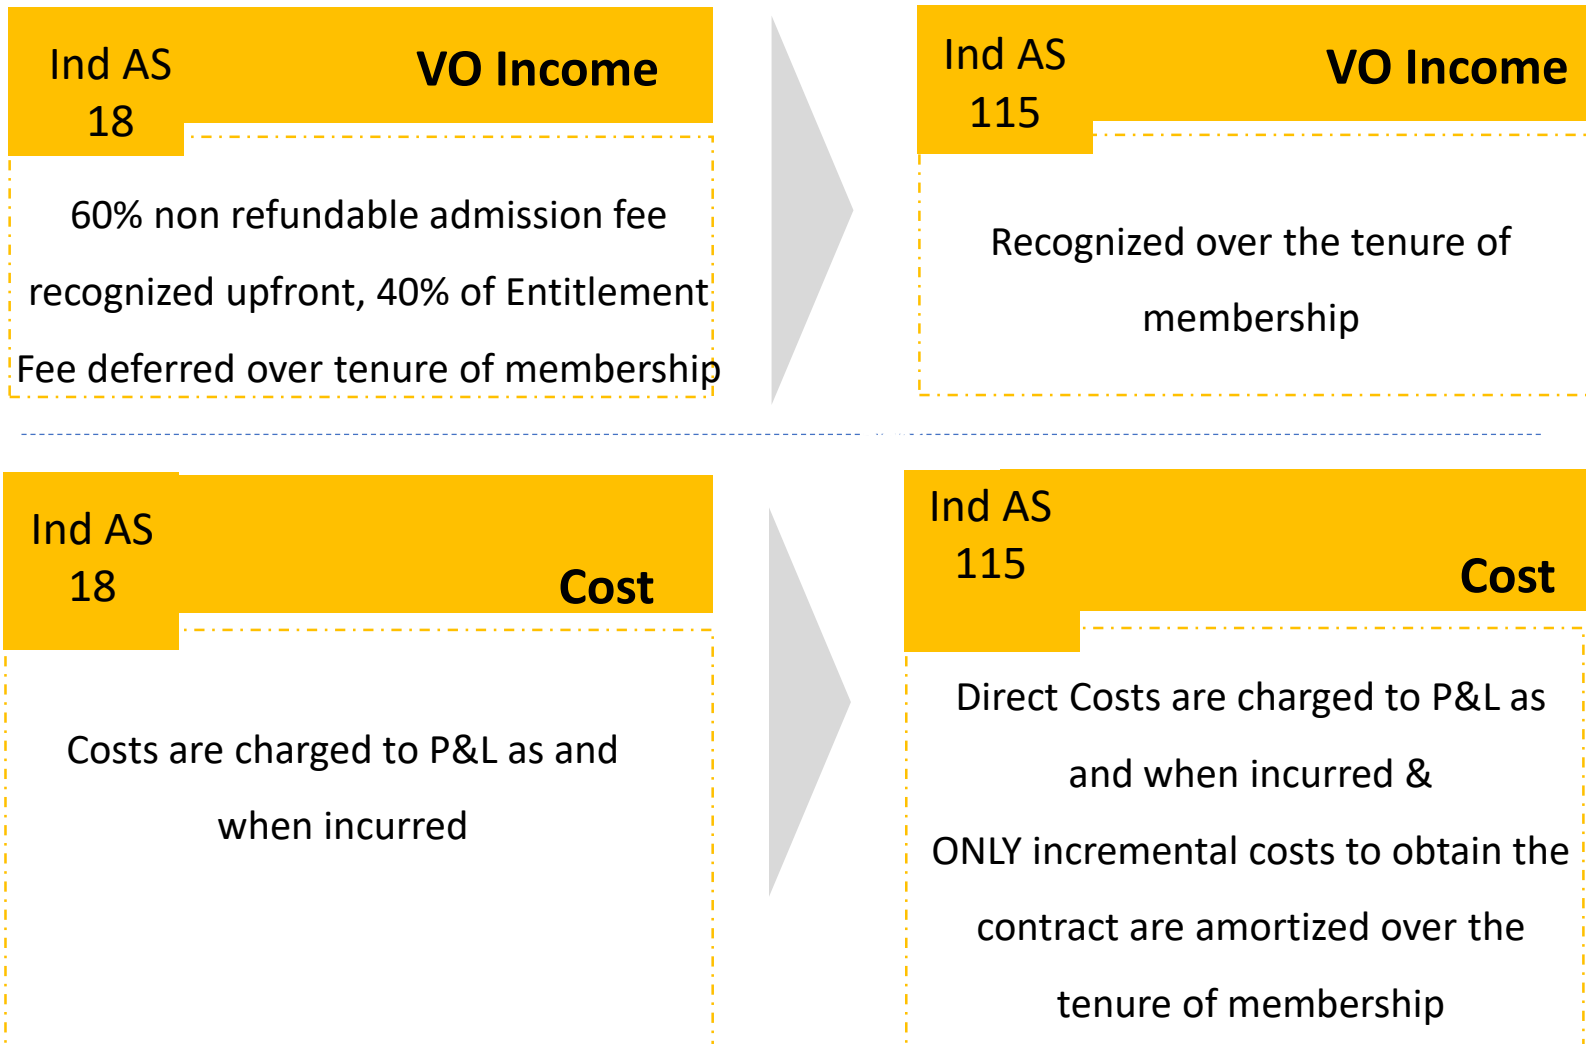 Ind AS
18
VO Income
60% non refundable admission fee
recognized upfront, 40% of Entitlement
Fee deferred over tenure of membership
Ind AS
115
VO Income
Recognized over the tenure of
membership
Ind AS
18
Cost
Costs are charged to P&L as and
when incurred
Ind AS
115
Cost
Direct Costs are charged to P&L as
and when incurred &
ONLY incremental costs to obtain the
contract are amortized over the
tenure of membership